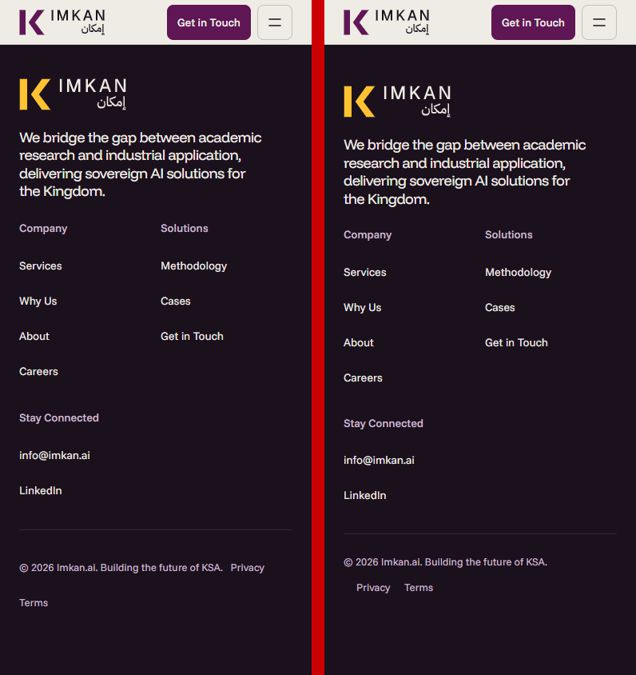 IMKAN
إمكان
Get in Touch
IMKAN
إمكان
We bridge the gap between academic
research and industrial application,
delivering sovereign AI solutions for
the Kingdom.
Company
Solutions
Services
Methodology
Why Us
Cases
About
Get in Touch
Careers
Stay Connected
info@imkan.ai
LinkedIn
© 2026 Imkan.ai. Building the future of KSA. Privacy
Terms
IMKAN
إمكان
Get in Touch
IMKAN
إمكان
We bridge the gap between academic
research and industrial application,
delivering sovereign AI solutions for
the Kingdom.
Company
Solutions
Services
Methodology
Why Us
Cases
About
Get in Touch
Careers
Stay Connected
info@imkan.ai
LinkedIn
© 2026 Imkan.ai. Building the future of KSA.
Privacy Terms